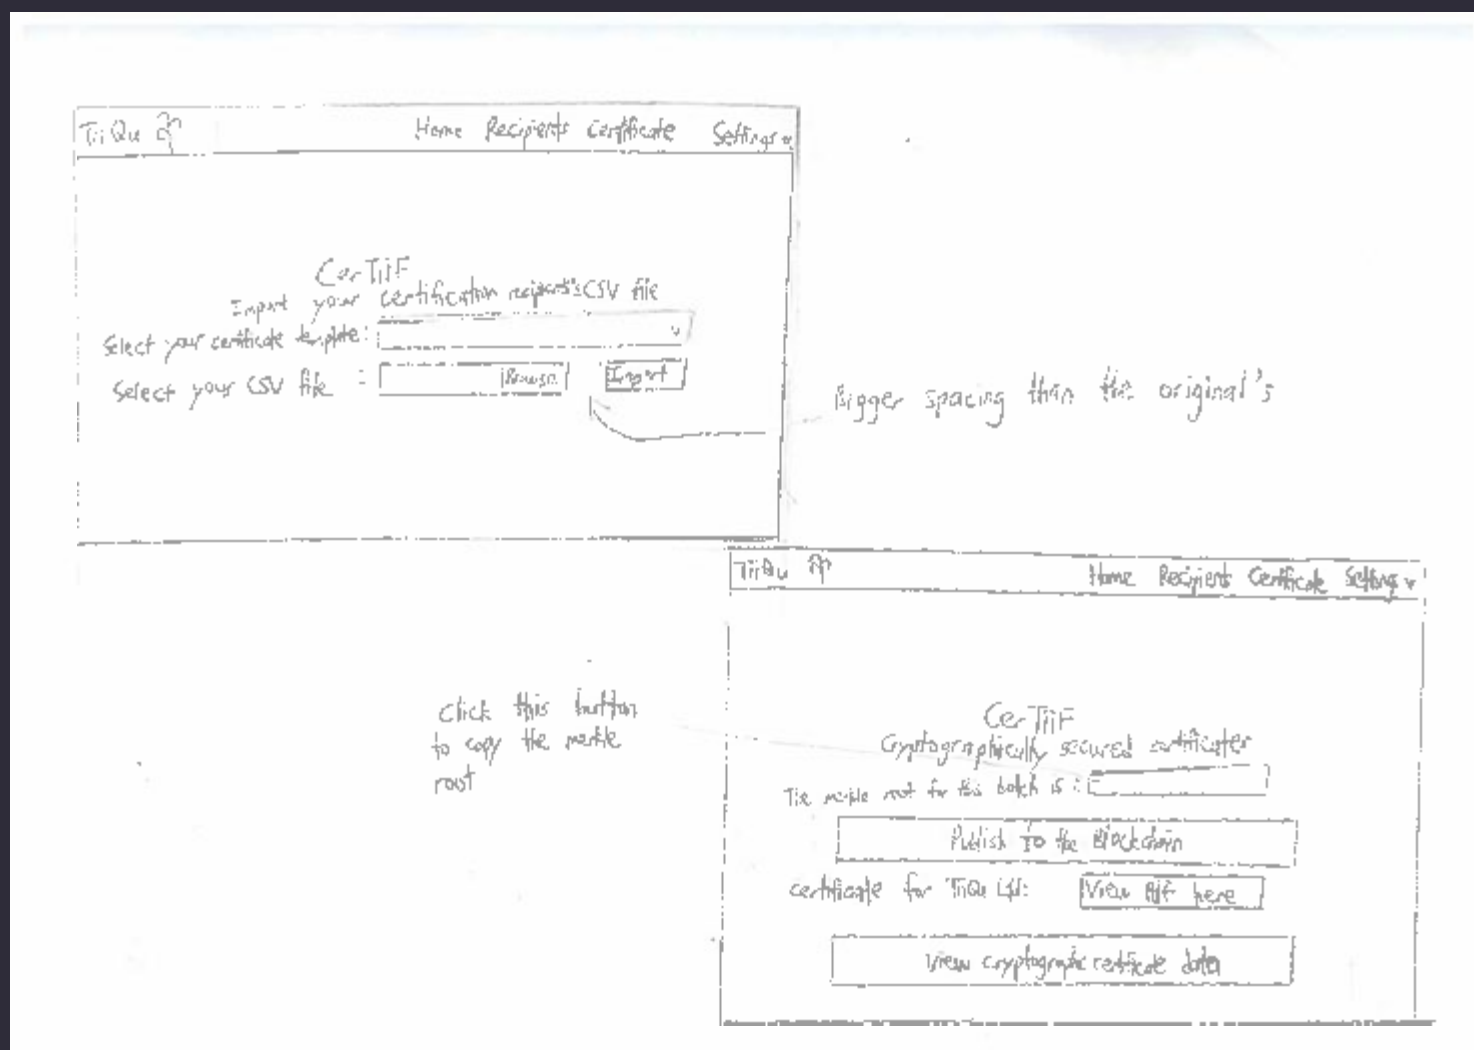 TiiQu
Home Recipients Certificate Settings
CerTiiF
Import your certification recipient's CSV file
Select your certificate template:
Select your CSV file : Browse Import
Bigger spacing than the original's
TiiQu
Home Recipients Certificate Settings
Click this button
to copy the merkle
root
CerTiiF
Cryptographically secured certificates
The merkle root for this batch is :
Publish To the Blockchain
certificate for TiiQu Ltd:
View PDF here
View cryptographic certificate data